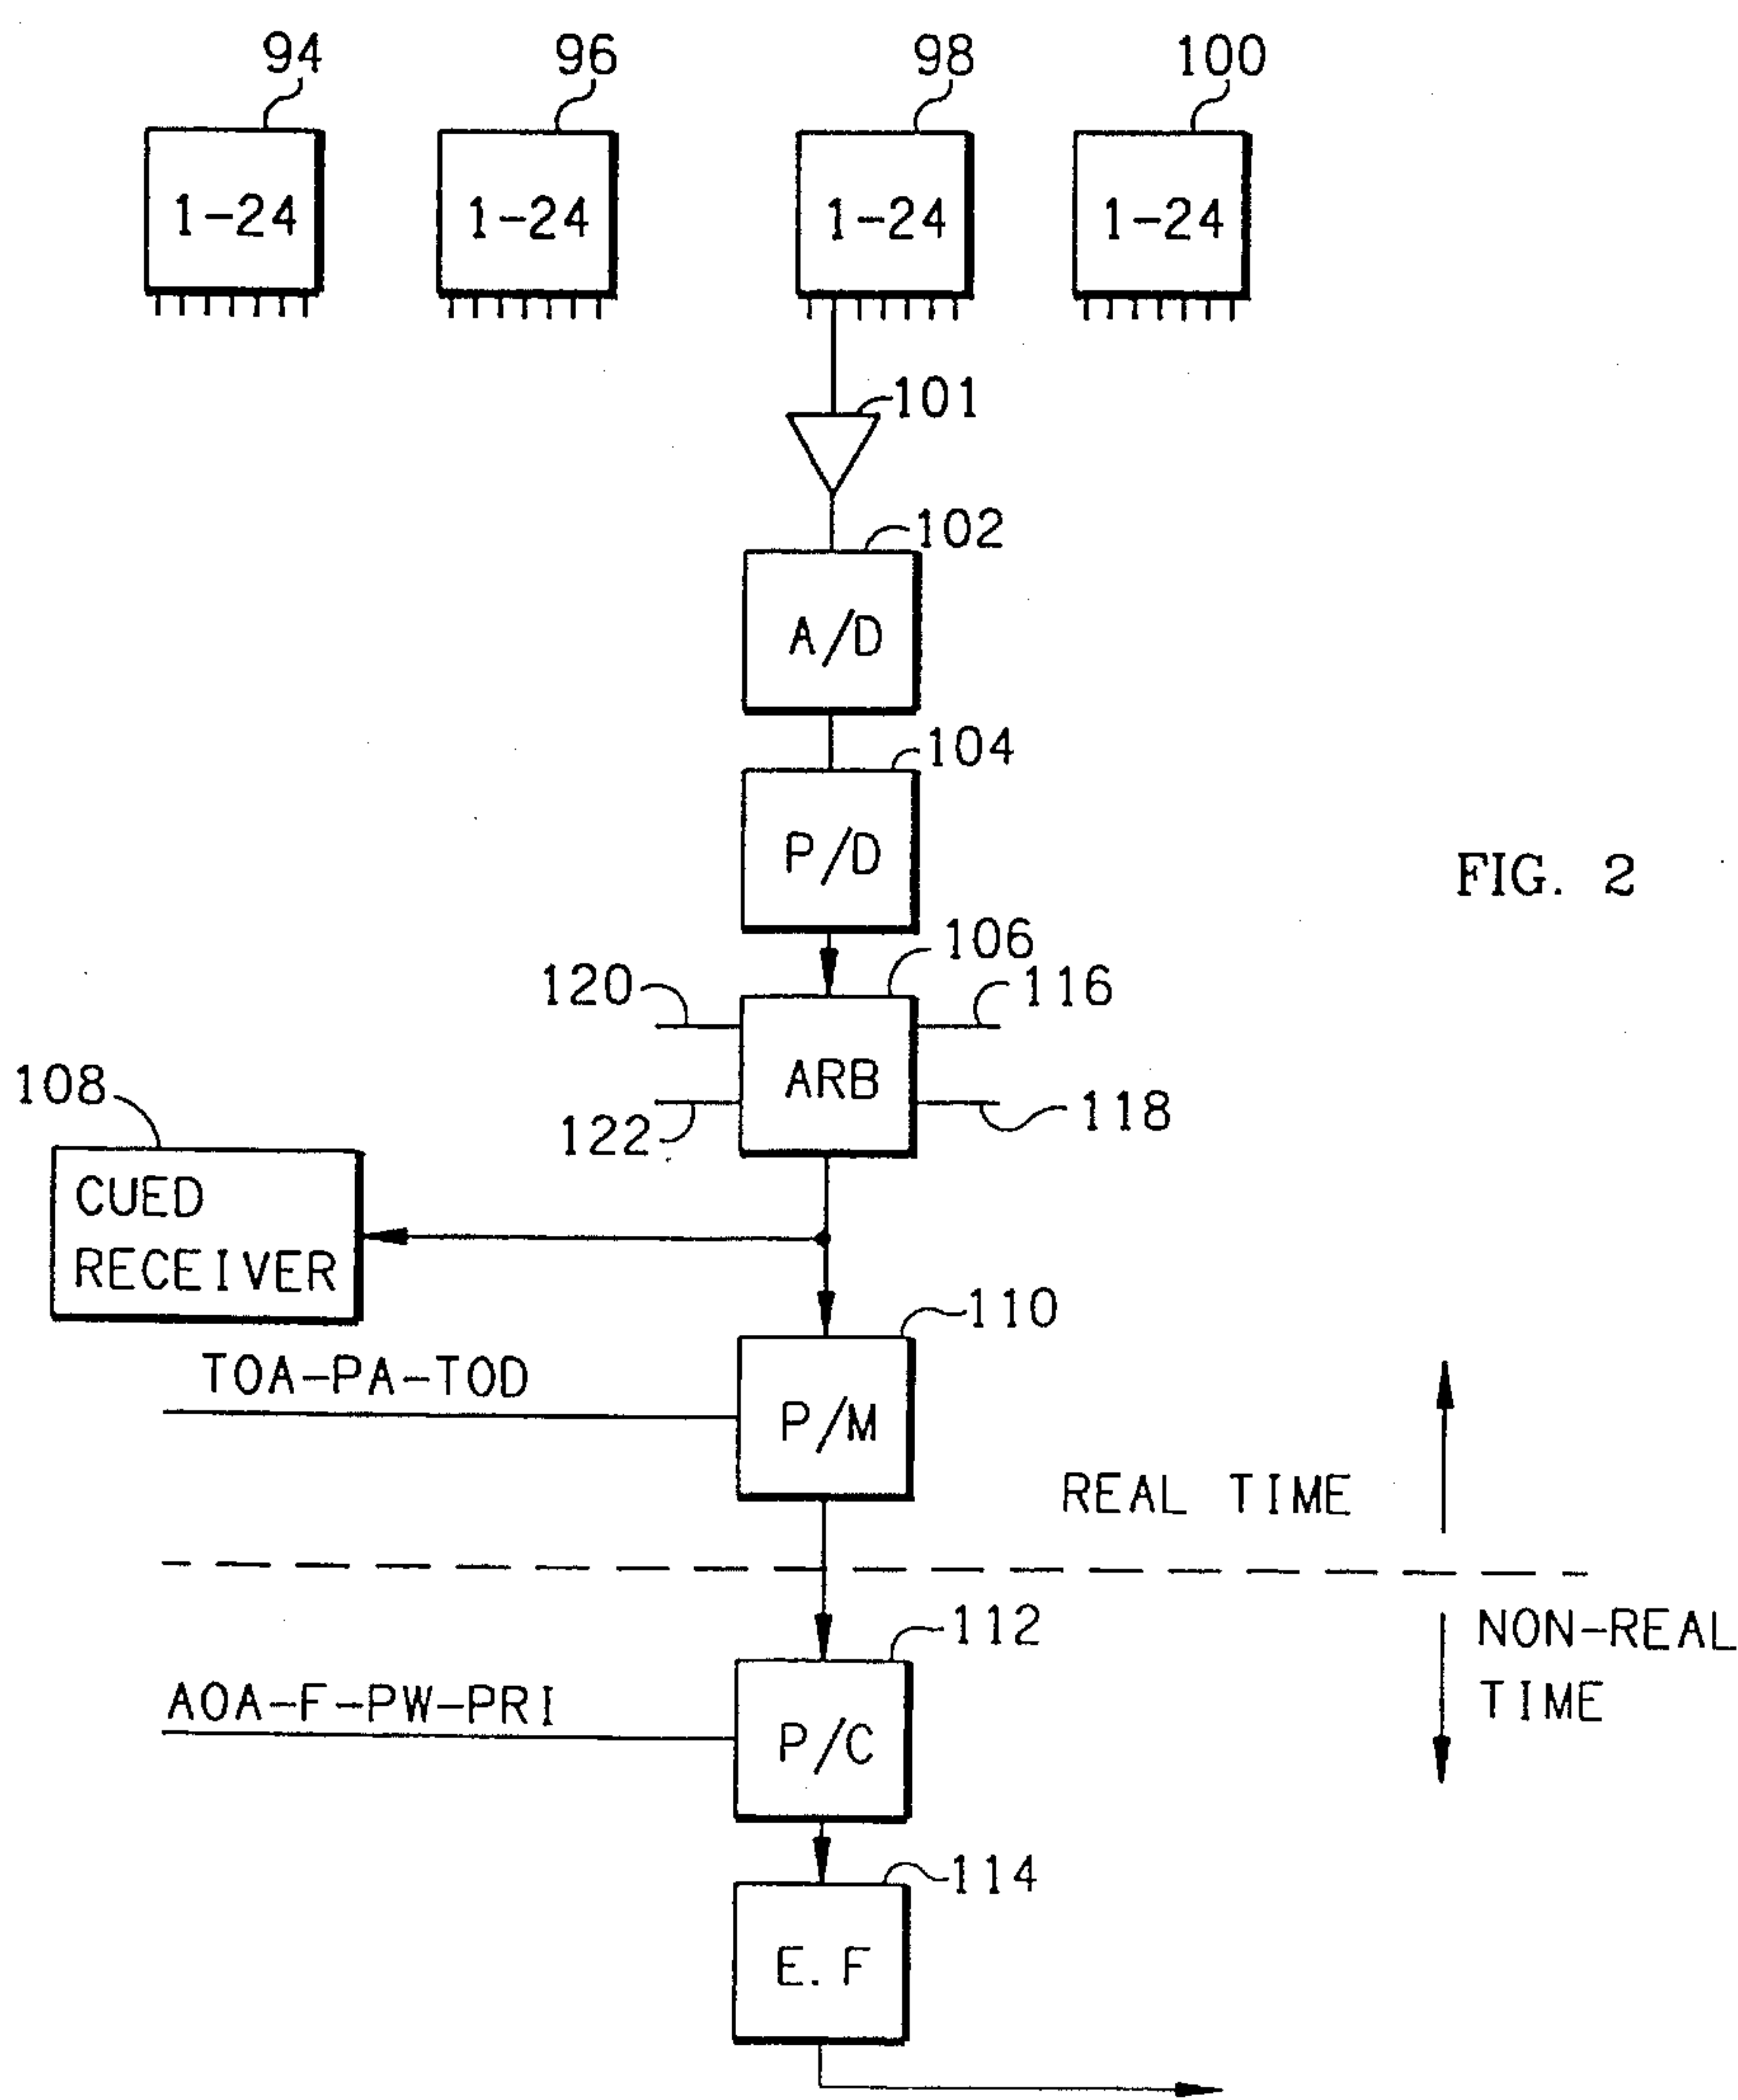 94
96
98
100
1-24
1-24
1-24
1-24
101
102
A/D
104
P/D
FIG. 2
106
120
116
ARB
108
122
118
CUED
RECEIVER
110
TOA-PA-TOD
P/M
REAL TIME
112
NON-REAL
TIME
AOA-F-PW-PRI
P/C
114
E.F